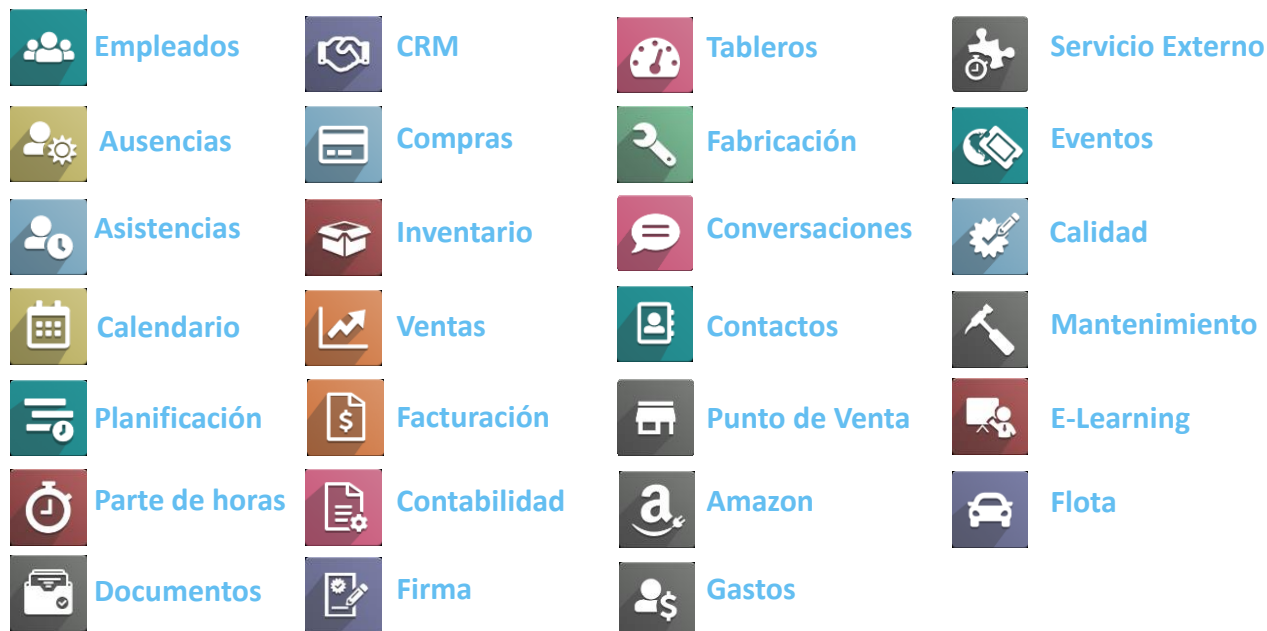 Empleados
CRM
Tableros
Servicio Externo
Ausencias
Compras
Fabricación
Eventos
Asistencias
Inventario
Conversaciones
Calidad
Calendario
Ventas
Contactos
Mantenimiento
Planificación
Facturación
Punto de Venta
E-Learning
Parte de horas
Contabilidad
Amazon
Flota
Documentos
Firma
Gastos